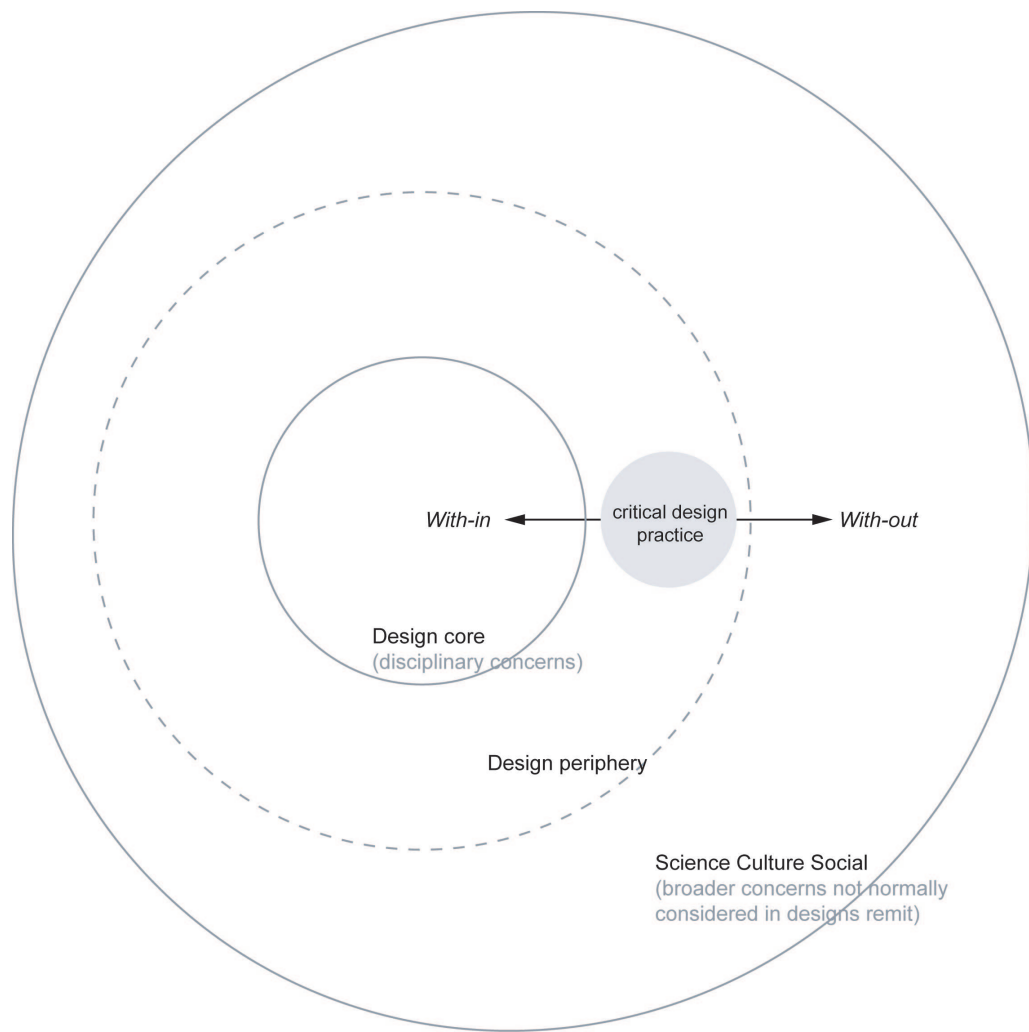 With-in
critical design
practice
With-out
Design core
(disciplinary concerns)
Design periphery
Science Culture Social
(broader concerns not normally
considered in designs remit)